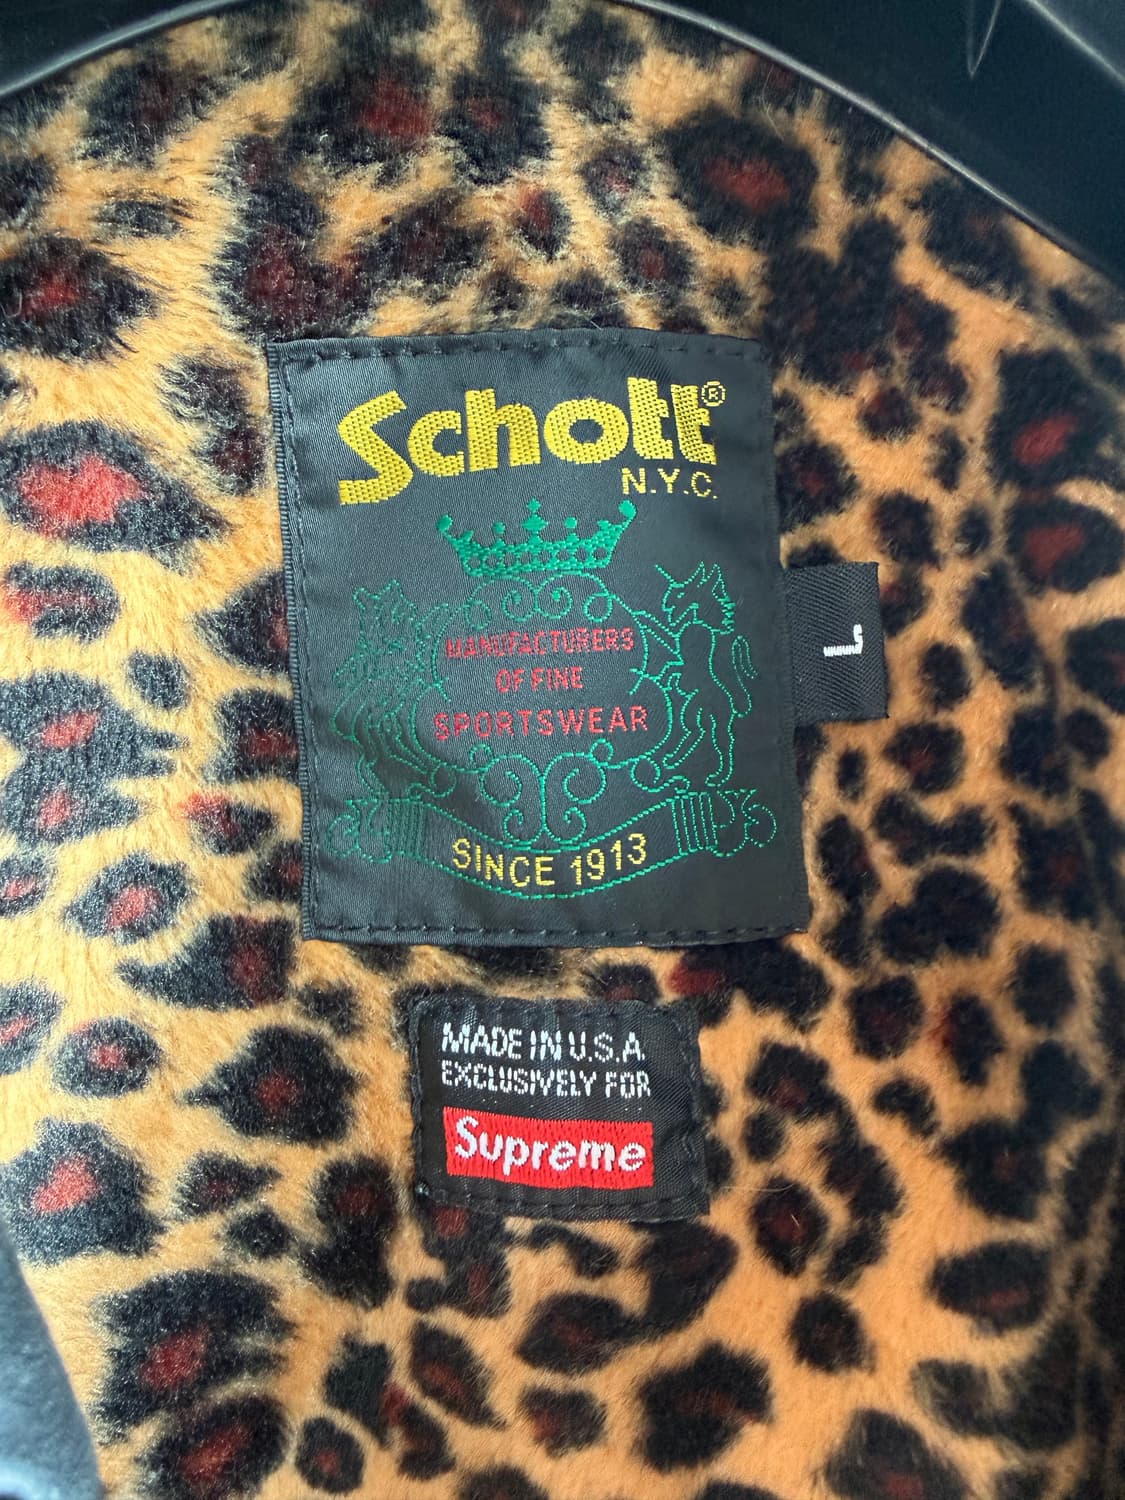 Schott®
N.Y.C.
MANUFACTURERS
OF FINE
SPORTSWEAR
SINCE 1913
L
MADE IN U.S.A
EXCLUSIVELY FOR
Supreme